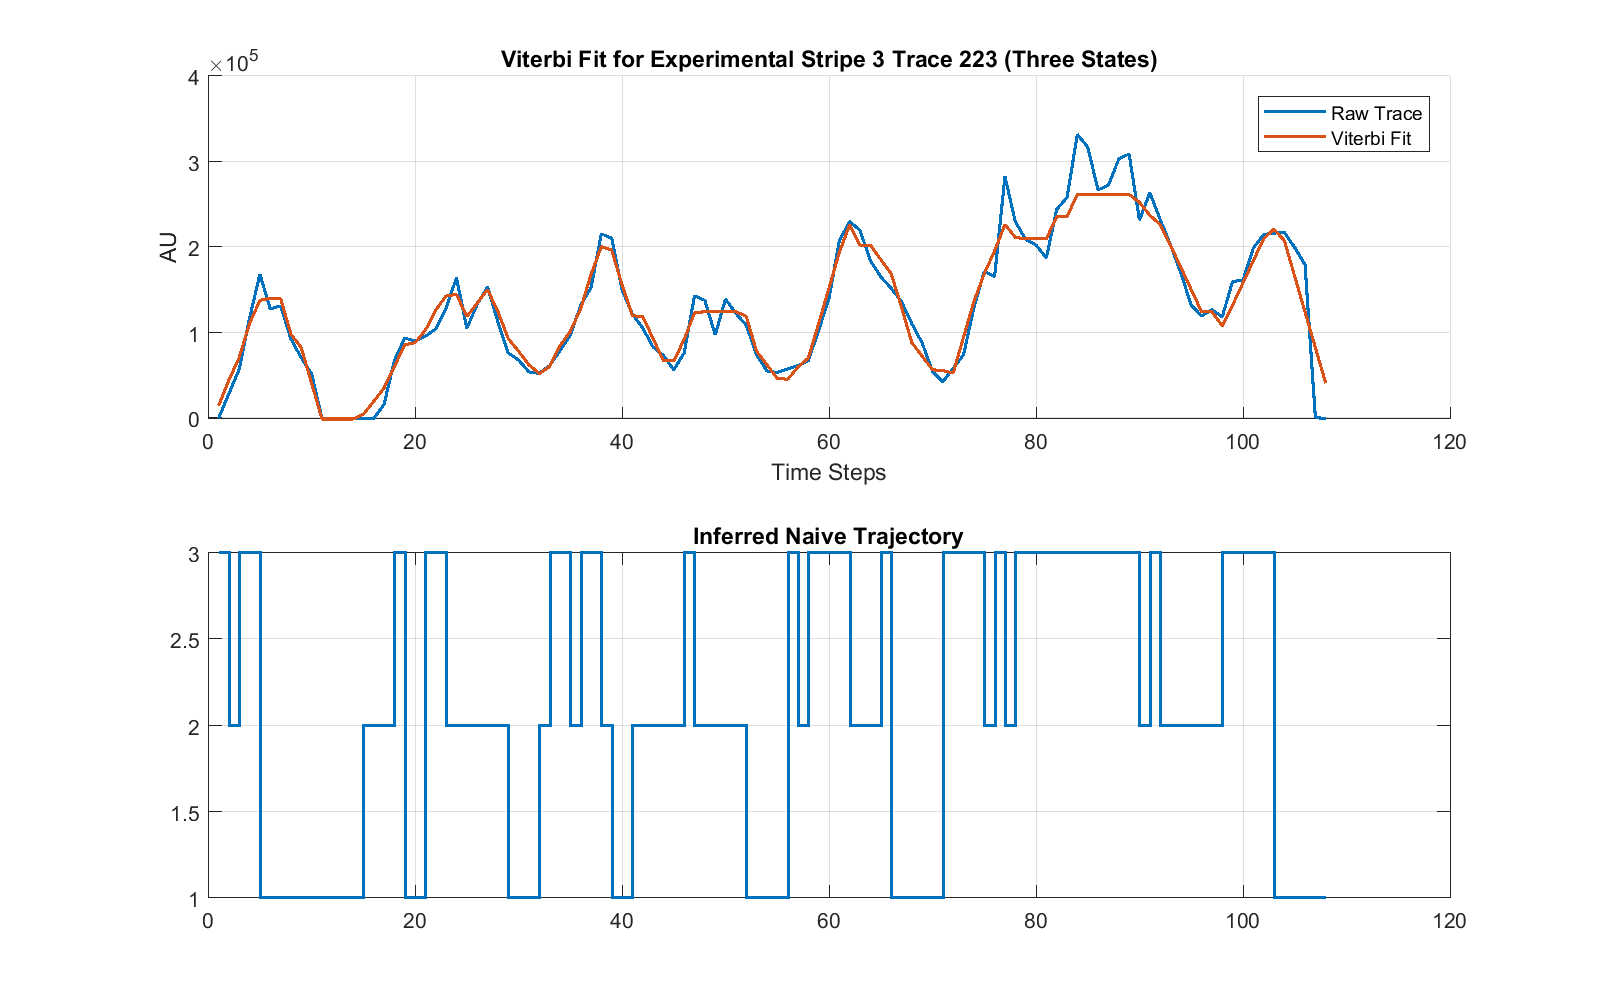 Viterbi Fit for Experimental Stripe 3 Trace 223 (Three States)
×10^5
4
3
2
1
0
AU
Raw Trace
Viterbi Fit
0 20 40 60 80 100 120
Time Steps
Inferred Naive Trajectory
3
2.5
2
1.5
1
0 20 40 60 80 100 120